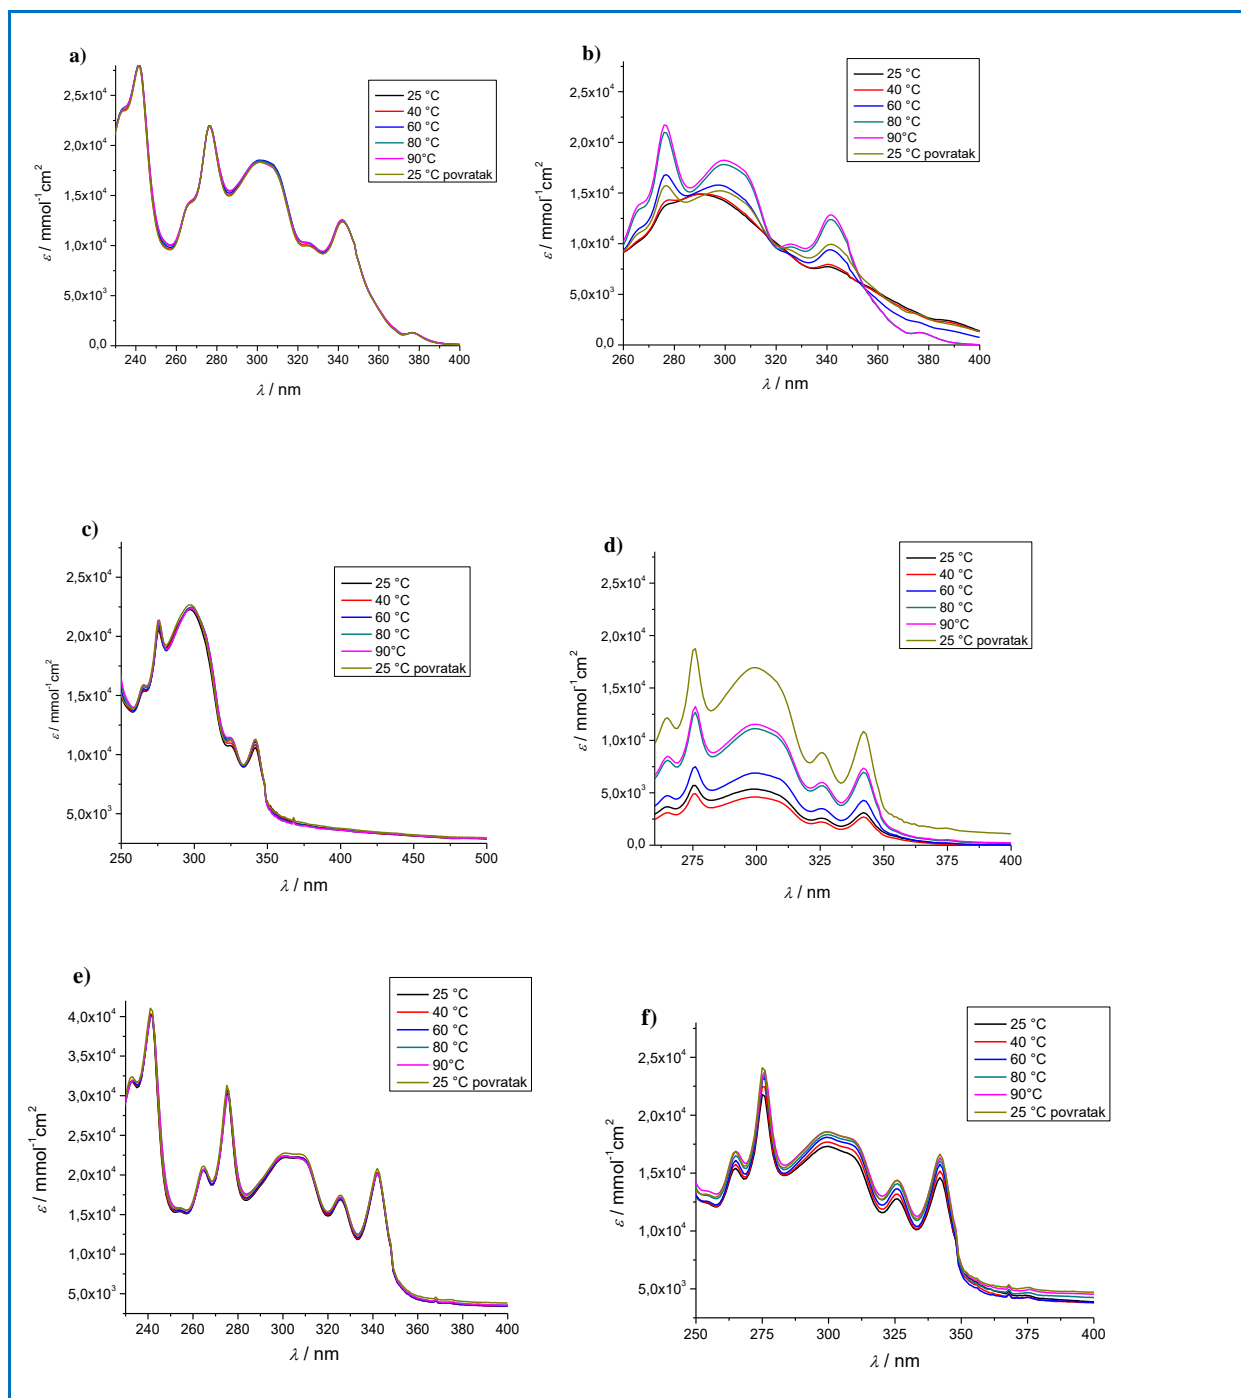 a)
ε / mmol⁻¹cm²
2,5x10⁴
2,0x10⁴
1,5x10⁴
1,0x10⁴
5,0x10³
0,0
240 260 280 300 320 340 360 380 400
λ / nm
25 °C
40 °C
60 °C
80 °C
90°C
25 °C povratak
b)
ε / mmol⁻¹cm²
2,5x10⁴
2,0x10⁴
1,5x10⁴
1,0x10⁴
5,0x10³
0,0
260 280 300 320 340 360 380 400
λ / nm
25 °C
40 °C
60 °C
80 °C
90°C
25 °C povratak
c)
ε / mmol⁻¹cm²
2,5x10⁴
2,0x10⁴
1,5x10⁴
1,0x10⁴
5,0x10³
250 300 350 400 450 500
λ / nm
25 °C
40 °C
60 °C
80 °C
90°C
25 °C povratak
d)
ε / mmol⁻¹cm²
2,5x10⁴
2,0x10⁴
1,5x10⁴
1,0x10⁴
5,0x10³
0,0
275 300 325 350 375 400
λ / nm
25 °C
40 °C
60 °C
80 °C
90°C
25 °C povratak
e)
ε / mmol⁻¹cm²
4,0x10⁴
3,5x10⁴
3,0x10⁴
2,5x10⁴
2,0x10⁴
1,5x10⁴
1,0x10⁴
5,0x10³
240 260 280 300 320 340 360 380 400
λ / nm
25 °C
40 °C
60 °C
80 °C
90°C
25 °C povratak
f)
ε / mmol⁻¹cm²
2,5x10⁴
2,0x10⁴
1,5x10⁴
1,0x10⁴
5,0x10³
250 275 300 325 350 375 400
λ / nm
25 °C
40 °C
60 °C
80 °C
90°C
25 °C povratak